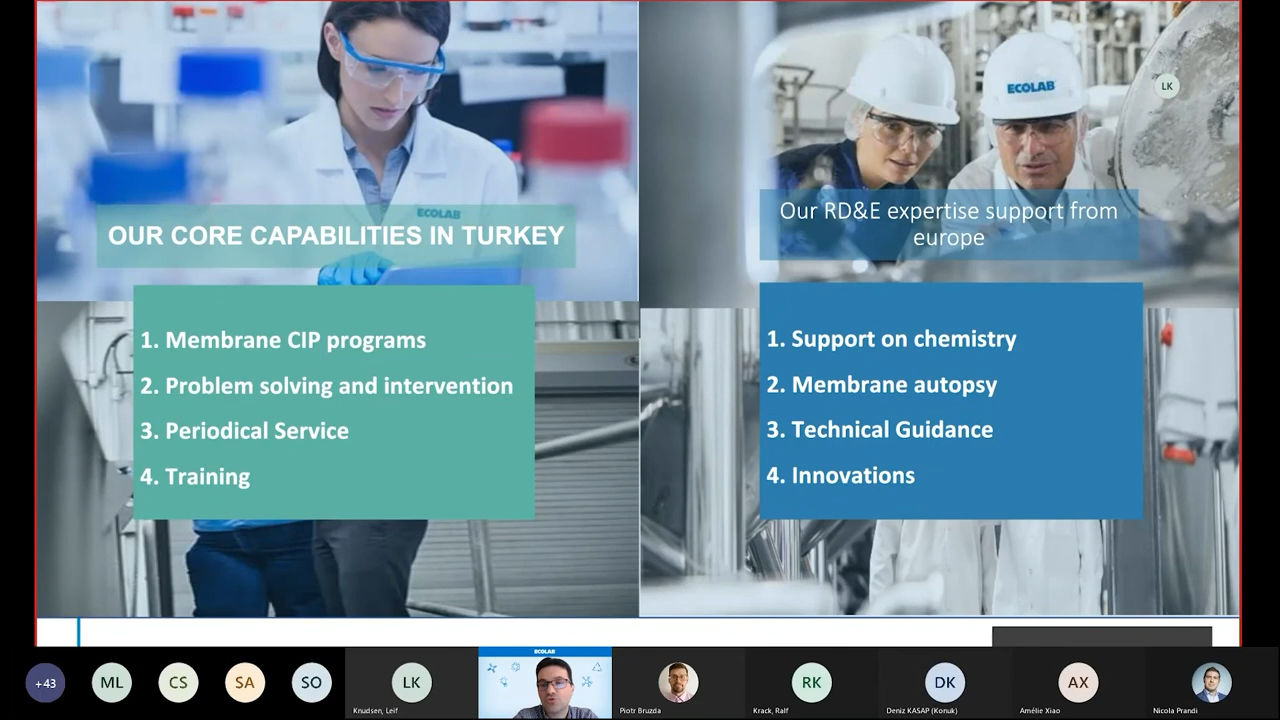 ECOLAB
LK
ECOLAB
OUR CORE CAPABILITIES IN TURKEY
Our RD&E expertise support from
europe
1. Membrane CIP programs
2. Problem solving and intervention
3. Periodical Service
4. Training
1. Support on chemistry
2. Membrane autopsy
3. Technical Guidance
4. Innovations
+43
ML
CS
SA
SO
LK
Knudsen, Leif
ECOLAB
Piotr Bruzda
RK
Krack, Ralf
DK
Deniz KASAP (Konuk)
AX
Amélie Xiao
Nicola Prandi